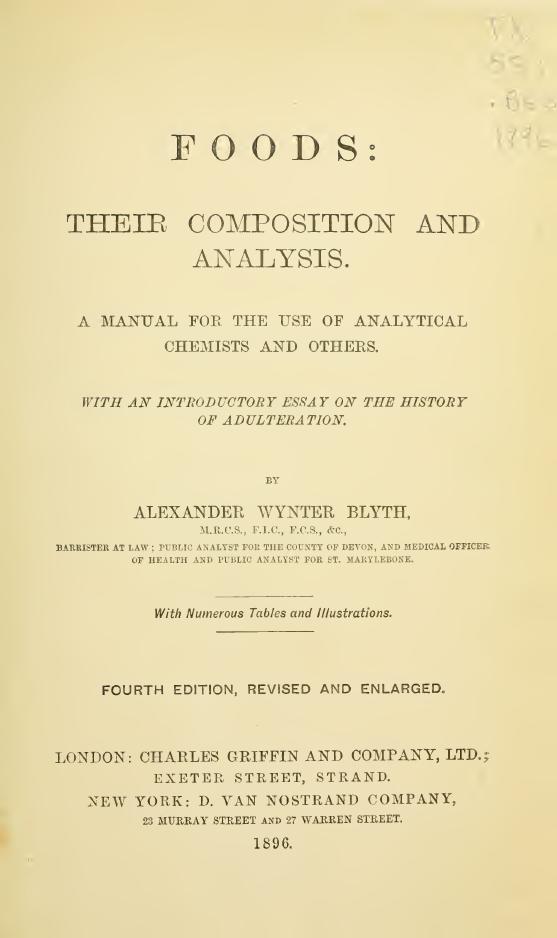 TX
55
1896
FOODS:
THEIR COMPOSITION AND
ANALYSIS.
A MANUAL FOR THE USE OF ANALYTICAL
CHEMISTS AND OTHERS.
WITH AN INTRODUCTORY ESSAY ON THE HISTORY
OF ADULTERATION.
BY
ALEXANDER WYNTER BLYTH,
M.R.C.S., F.I.C., F.C.S., &c.,
BARRISTER AT LAW; PUBLIC ANALYST FOR THE COUNTY OF DEVON, AND MEDICAL OFFICER
OF HEALTH AND PUBLIC ANALYST FOR ST. MARYLEBONE.
With Numerous Tables and Illustrations.
FOURTH EDITION, REVISED AND ENLARGED.
LONDON: CHARLES GRIFFIN AND COMPANY, LTD.;
EXETER STREET, STRAND.
NEW YORK: D. VAN NOSTRAND COMPANY,
23 MURRAY STREET AND 27 WARREN STREET.
1896.